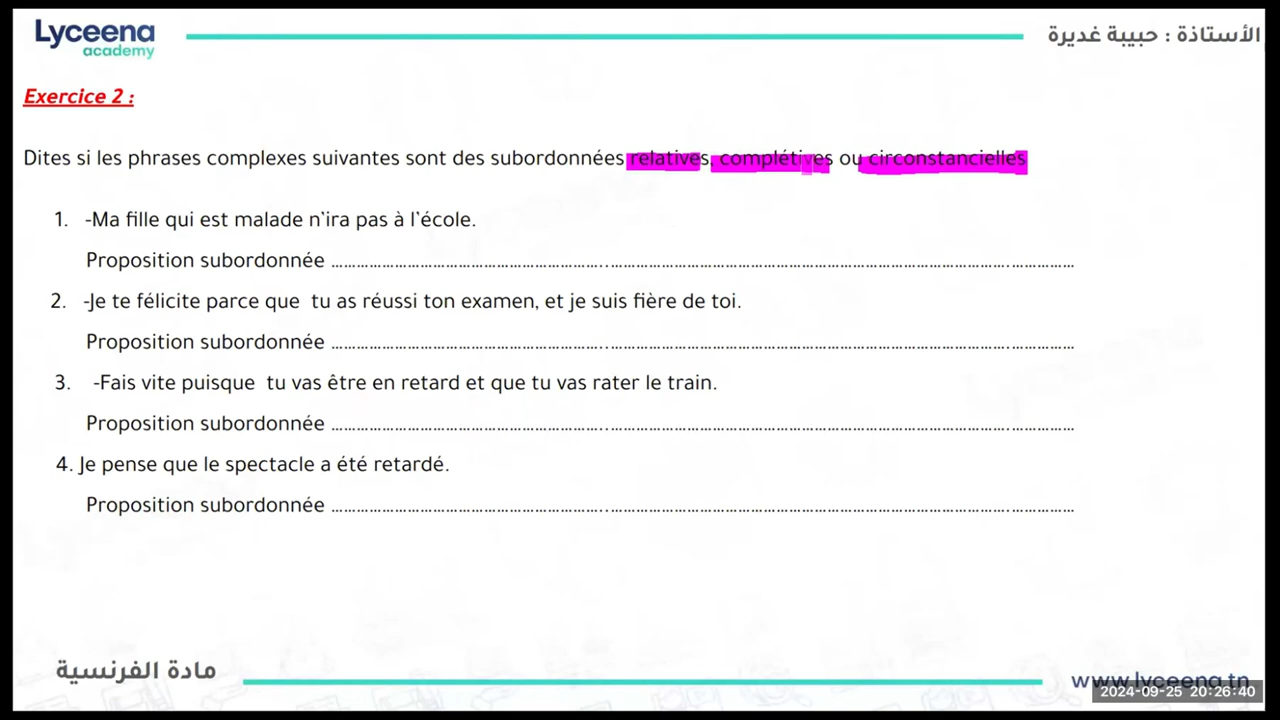 Lyceena
academy
الأستاذة : حبيبة غديرة
Exercice 2 :
Dites si les phrases complexes suivantes sont des subordonnées relatives, complétives ou circonstancielles
1. -Ma fille qui est malade n'ira pas à l'école.
Proposition subordonnée ................................................................
2. -Je te félicite parce que tu as réussi ton examen, et je suis fière de toi.
Proposition subordonnée ................................................................
3. -Fais vite puisque tu vas être en retard et que tu vas rater le train.
Proposition subordonnée ................................................................
4. Je pense que le spectacle a été retardé.
Proposition subordonnée ................................................................
مادة الفرنسية
www.lyceena.tn
2024-09-25 20:26:40